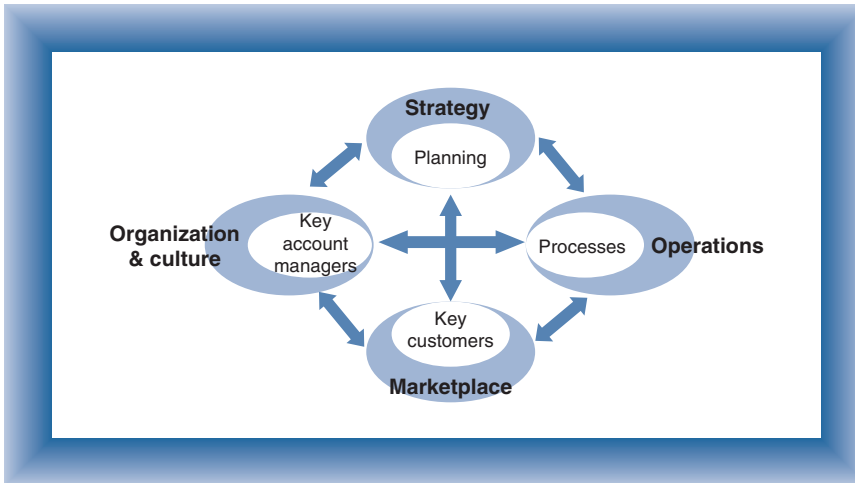 Strategy
Planning
Organization
& culture
Key
account
managers
Processes
Operations
Key
customers
Marketplace